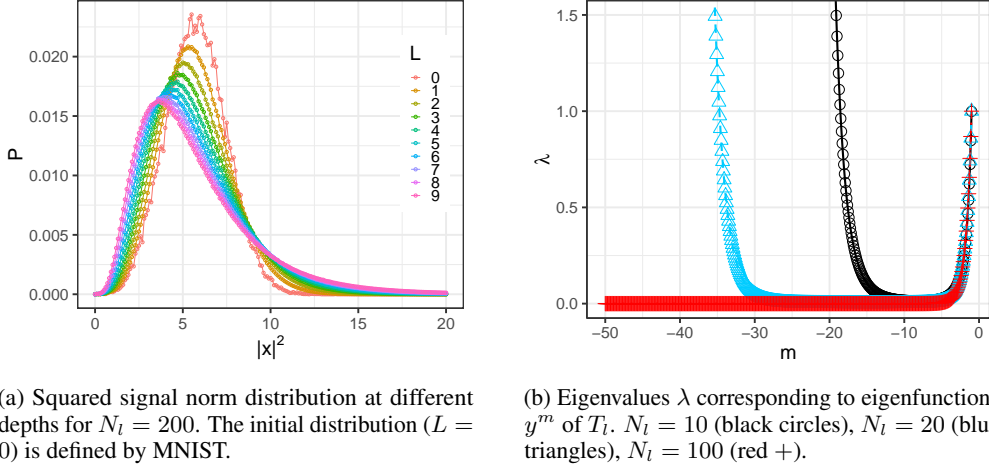 0.020
0.015
0.010
0.005
0.000
P
0
5
10
15
20
|x|²
L
0
1
2
3
4
5
6
7
8
9
1.5
1.0
0.5
0.0
λ
−50
−40
−30
−20
−10
0
m
(a) Squared signal norm distribution at different
depths for N_l = 200. The initial distribution (L =
0) is defined by MNIST.
(b) Eigenvalues λ corresponding to eigenfunction
y^m of T_l. N_l = 10 (black circles), N_l = 20 (blu
triangles), N_l = 100 (red +).